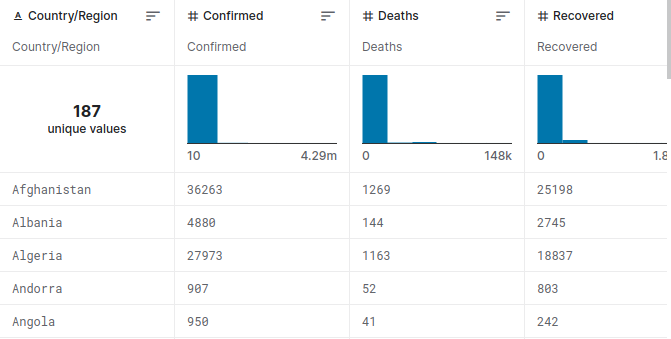 A Country/Region # Confirmed # Deaths # Recovered
Country/Region Confirmed Deaths Recovered
187
unique values
10 4.29m 0 148k 0 1.8
Afghanistan 36263 1269 25198
Albania 4880 144 2745
Algeria 27973 1163 18837
Andorra 907 52 803
Angola 950 41 242